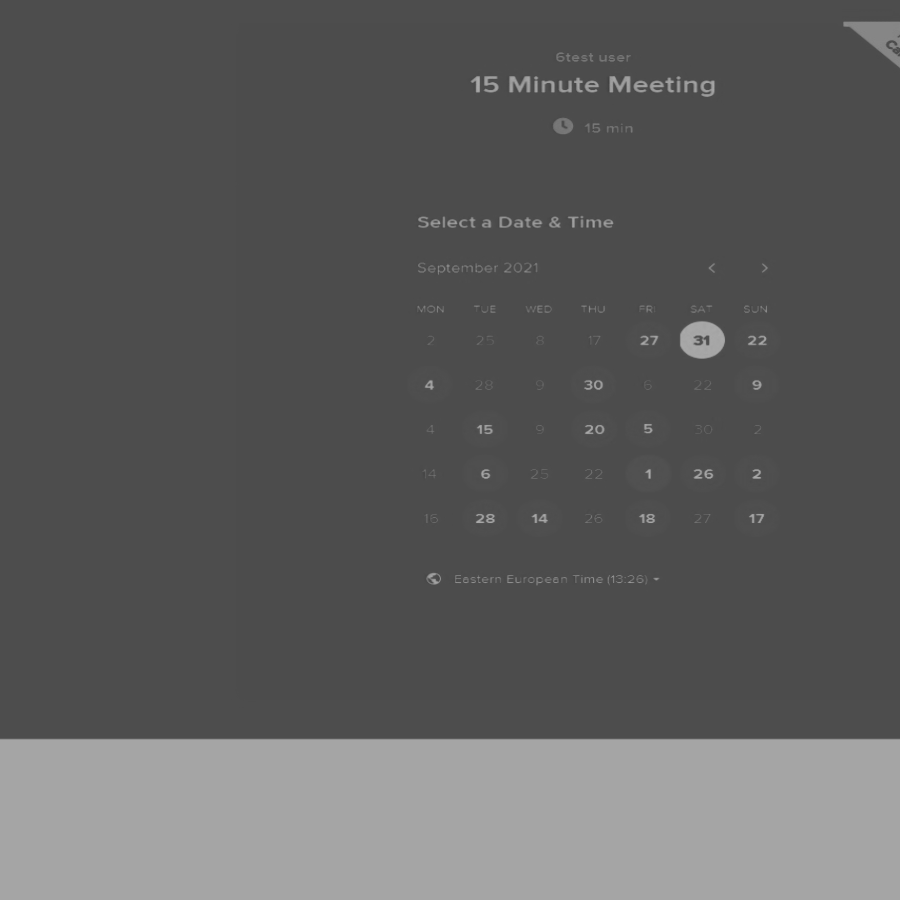 6test user
15 Minute Meeting
15 min
Select a Date & Time
September 2021
MON TUE WED THU FRI SAT SUN
2 25 8 17 27 31 22
4 28 9 30 5 22 9
4 15 9 20 5 30 2
14 6 25 22 1 26 2
15 28 14 26 18 27 17
Eastern European Time (13:26)